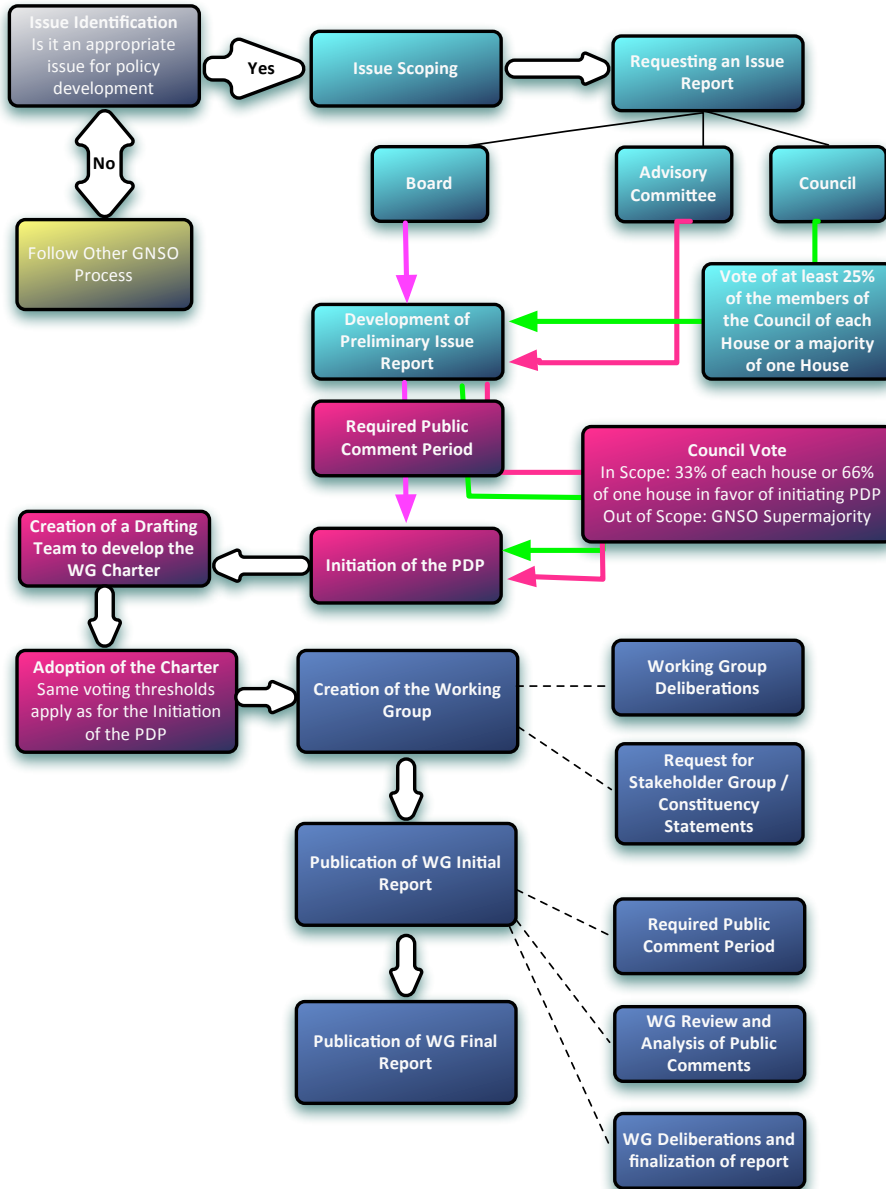 Issue Identification
Is it an appropriate
issue for policy
development
Yes
Issue Scoping
Requesting an Issue
Report
No
Board
Advisory
Committee
Council
Follow Other GNSO
Process
Vote of at least 25%
of the members of
the Council of each
House or a majority
of one House
Development of
Preliminary Issue
Report
Required Public
Comment Period
Council Vote
In Scope: 33% of each house or 66%
of one house in favor of initiating PDP
Out of Scope: GNSO Supermajority
Creation of a Drafting
Team to develop the
WG Charter
Initiation of the PDP
Adoption of the Charter
Same voting thresholds
apply as for the Initiation
of the PDP
Creation of the Working
Group
Working Group
Deliberations
Request for
Stakeholder Group /
Constituency
Statements
Publication of WG Initial
Report
Required Public
Comment Period
Publication of WG Final
Report
WG Review and
Analysis of Public
Comments
WG Deliberations and
finalization of report